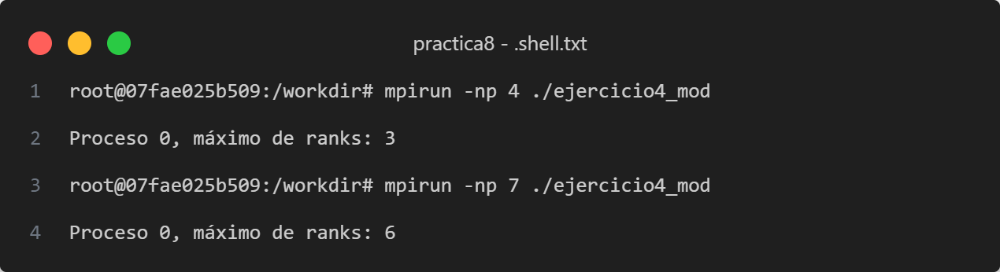 practica8 - .shell.txt
1 root@07fae025b509:/workdir# mpirun -np 4 ./ejercicio4_mod
2 Proceso 0, máximo de ranks: 3
3 root@07fae025b509:/workdir# mpirun -np 7 ./ejercicio4_mod
4 Proceso 0, máximo de ranks: 6